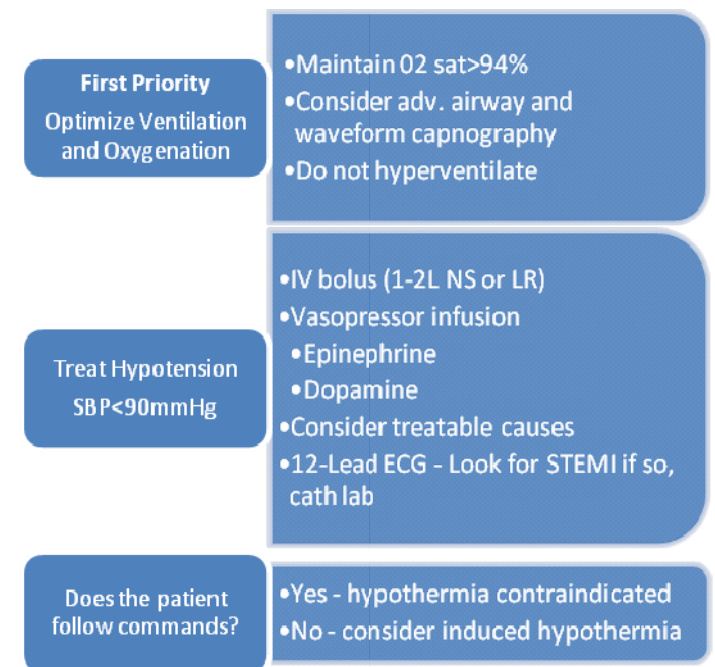 First Priority
Optimize Ventilation
and Oxygenation
•Maintain 02 sat>94%
•Consider adv. airway and
waveform capnography
•Do not hyperventilate
Treat Hypotension
SBP<90mmHg
•IV bolus (1-2L NS or LR)
•Vasopressor infusion
•Epinephrine
•Dopamine
•Consider treatable causes
•12-Lead ECG - Look for STEMI if so,
cath lab
Does the patient
follow commands?
•Yes - hypothermia contraindicated
•No - consider induced hypothermia